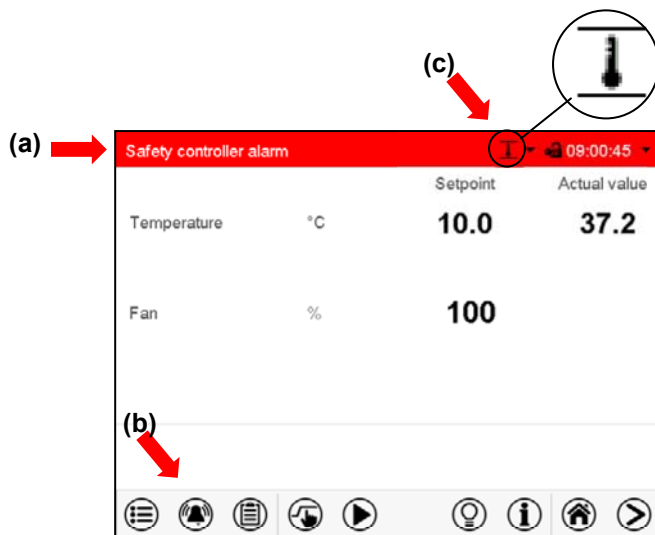 (c)
(a)
Safety controller alarm 09:00:45
Setpoint Actual value
Temperature °C 10.0 37.2
Fan % 100
(b)